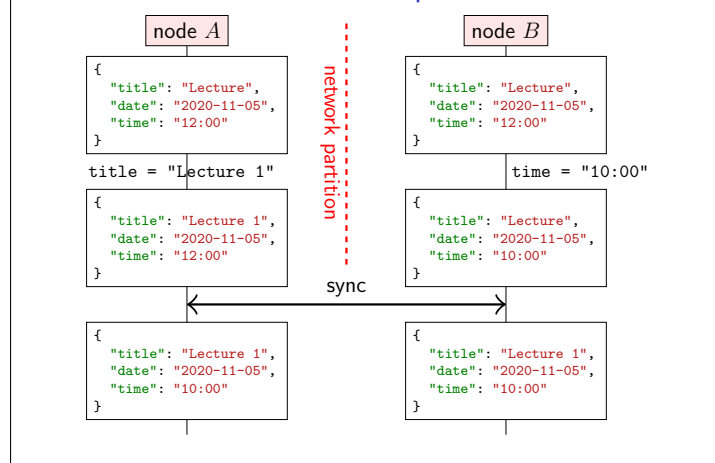 node A
node B
{
"title": "Lecture",
"date": "2020-11-05",
"time": "12:00"
}
{
"title": "Lecture",
"date": "2020-11-05",
"time": "12:00"
}
network partition
title = "Lecture 1"
time = "10:00"
{
"title": "Lecture 1",
"date": "2020-11-05",
"time": "12:00"
}
{
"title": "Lecture",
"date": "2020-11-05",
"time": "10:00"
}
sync
{
"title": "Lecture 1",
"date": "2020-11-05",
"time": "10:00"
}
{
"title": "Lecture 1",
"date": "2020-11-05",
"time": "10:00"
}